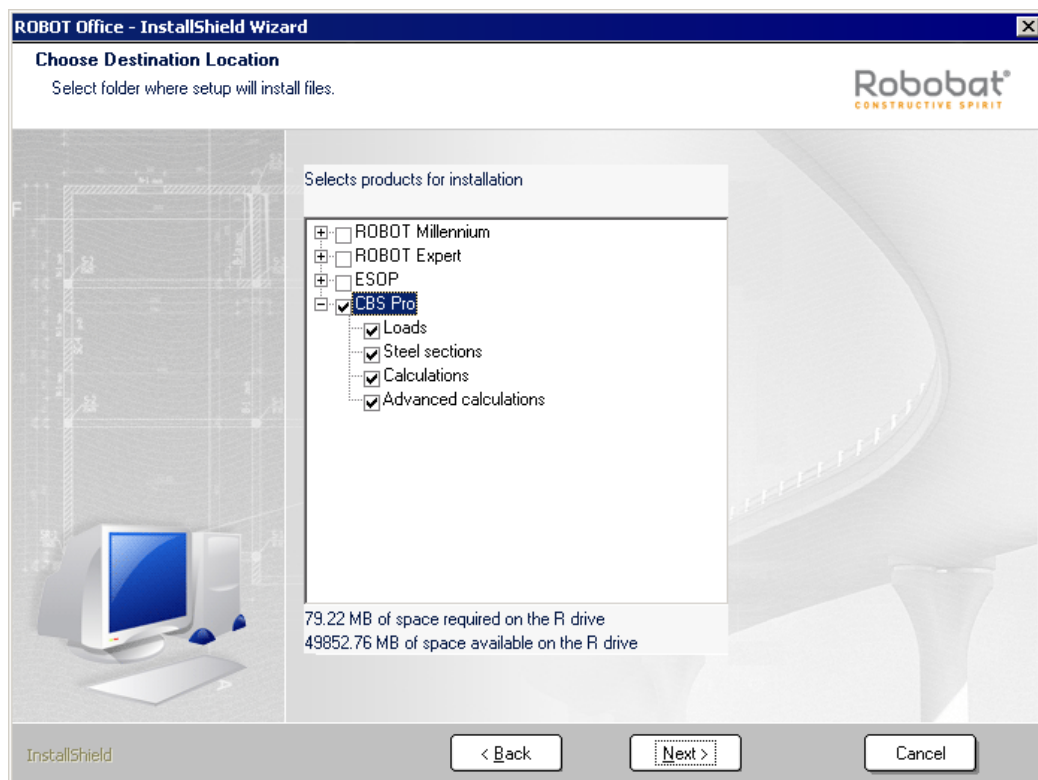 ROBOT Office - InstallShield Wizard
Choose Destination Location
Select folder where setup will install files.
Robobat®
CONSTRUCTIVE SPIRIT
Selects products for installation
ROBOT Millennium
ROBOT Expert
ESOP
CBS Pro
Loads
Steel sections
Calculations
Advanced calculations
79.22 MB of space required on the R drive
49852.76 MB of space available on the R drive
InstallShield
< Back
Next >
Cancel